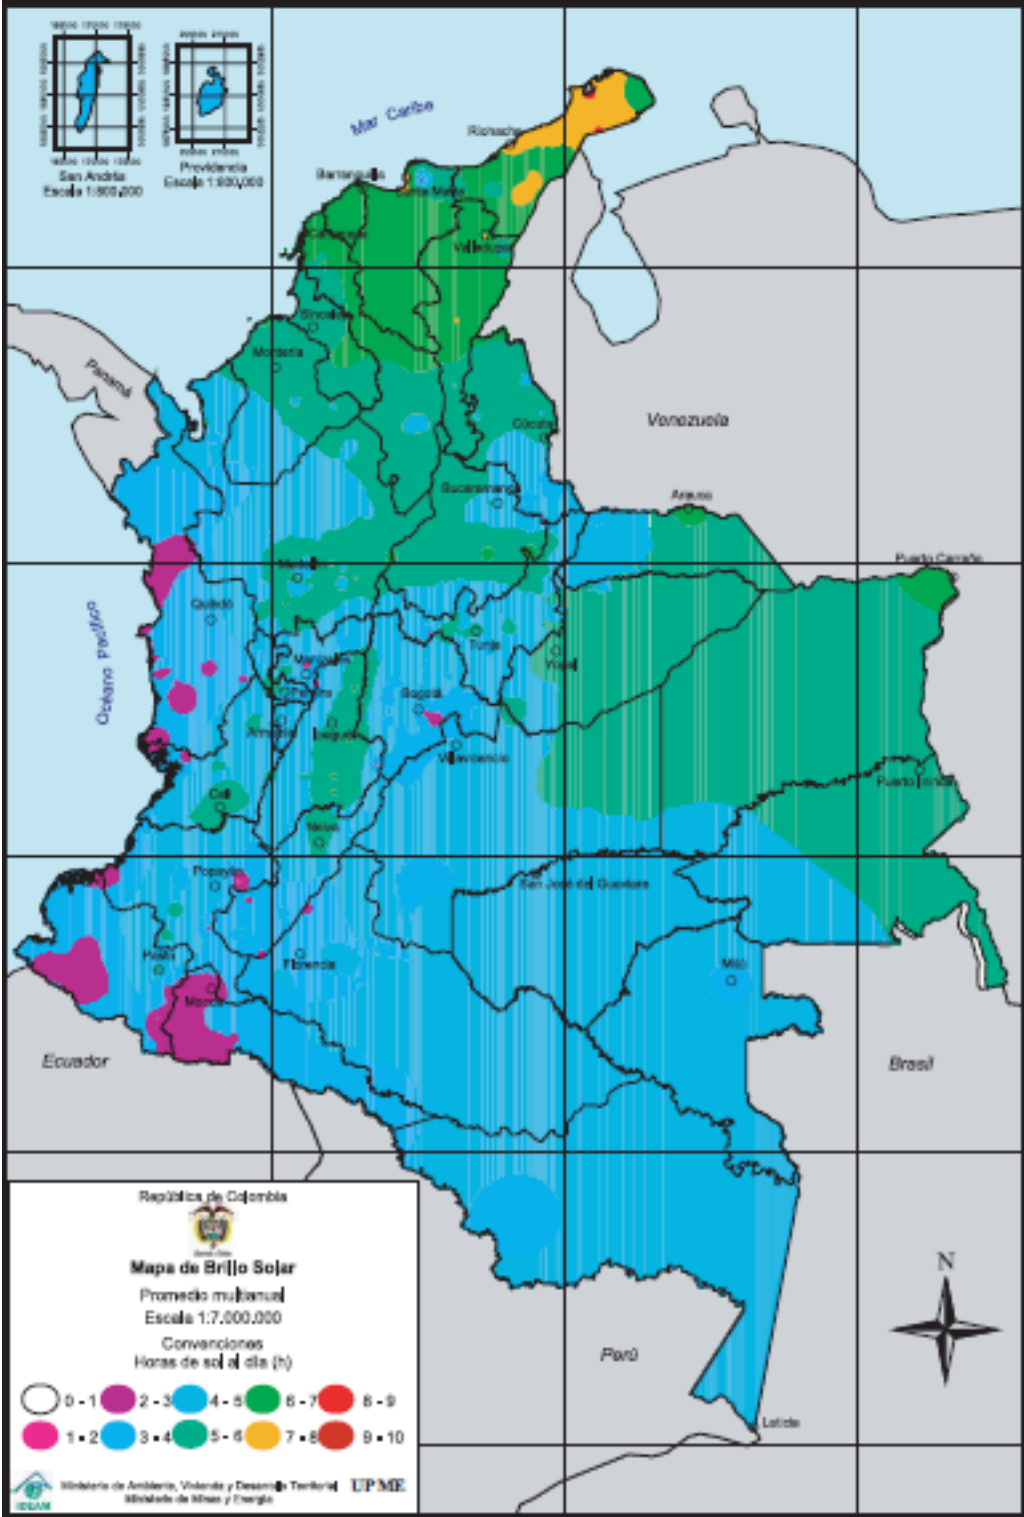 San Andrés
Escala 1:800,000
Providencia
Escala 1:800,000
Mar Caribe
Riohacha
Barranquilla
Santa Marta
Cartagena
Valledupar
Sincelejo
Montería
Panamá
Venezuela
Cúcuta
Bucaramanga
Arauca
Puerto Carreño
Medellín
Océano Pacífico
Quibdó
Tunja
Yopal
Manizales
Pereira
Bogotá
Armenia
Ibagué
Villavicencio
Cali
Puerto Inírida
Neiva
Popayán
San José del Guaviare
Pasto
Florencia
Mitú
Mocoa
Ecuador
Brasil
República de Colombia
Mapa de Brillo Solar
Promedio multianual
Escala 1:7.000.000
Convenciones
Horas de sol al día (h)
0 - 1 2 - 3 4 - 5 6 - 7 8 - 9
1 - 2 3 - 4 5 - 6 7 - 8 9 - 10
IDEAM
Ministerio de Ambiente, Vivienda y Desarrollo Territorial
Ministerio de Minas y Energía
UPME
N
Perú
Leticia